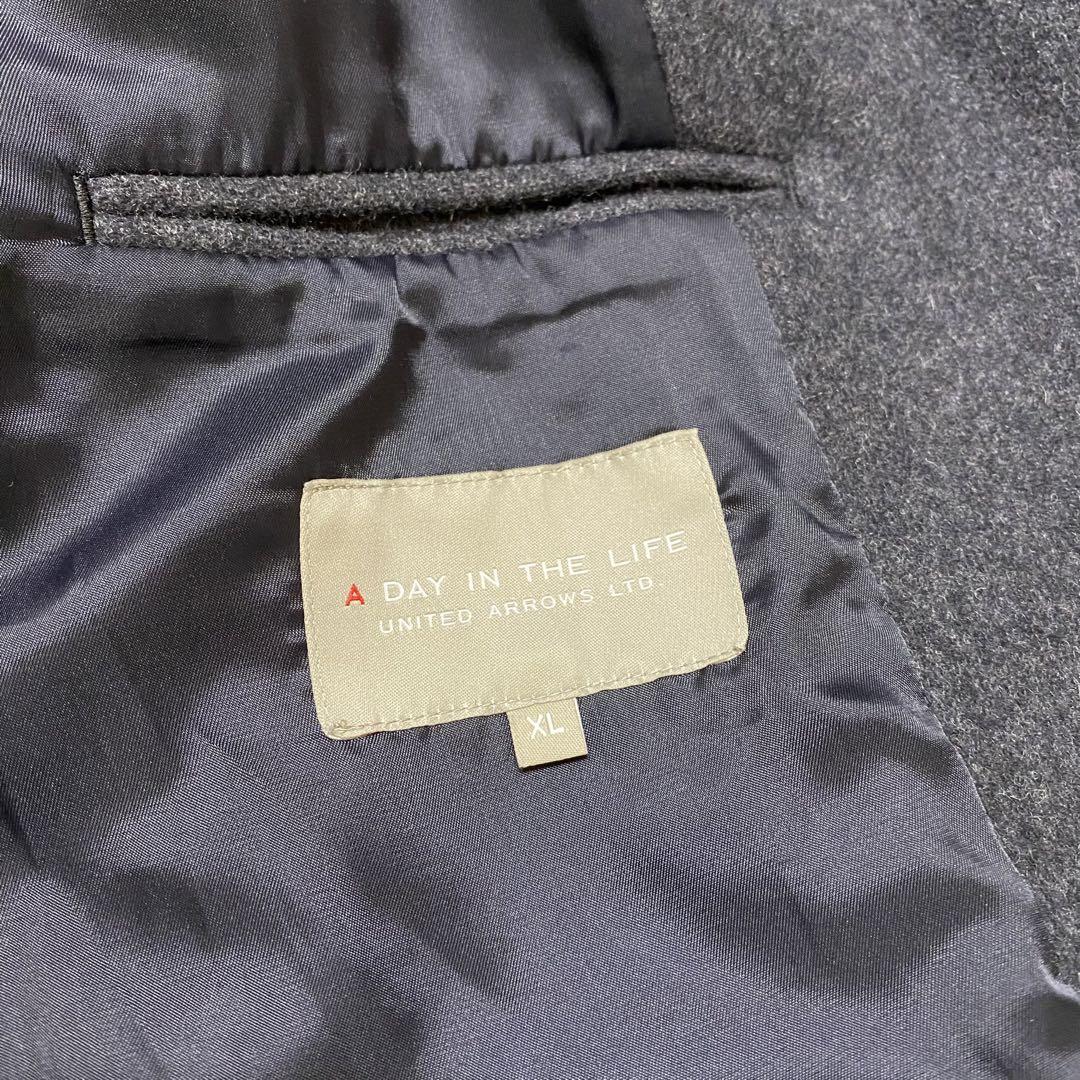 A DAY IN THE LIFE
UNITED ARROWS LTD.
XL